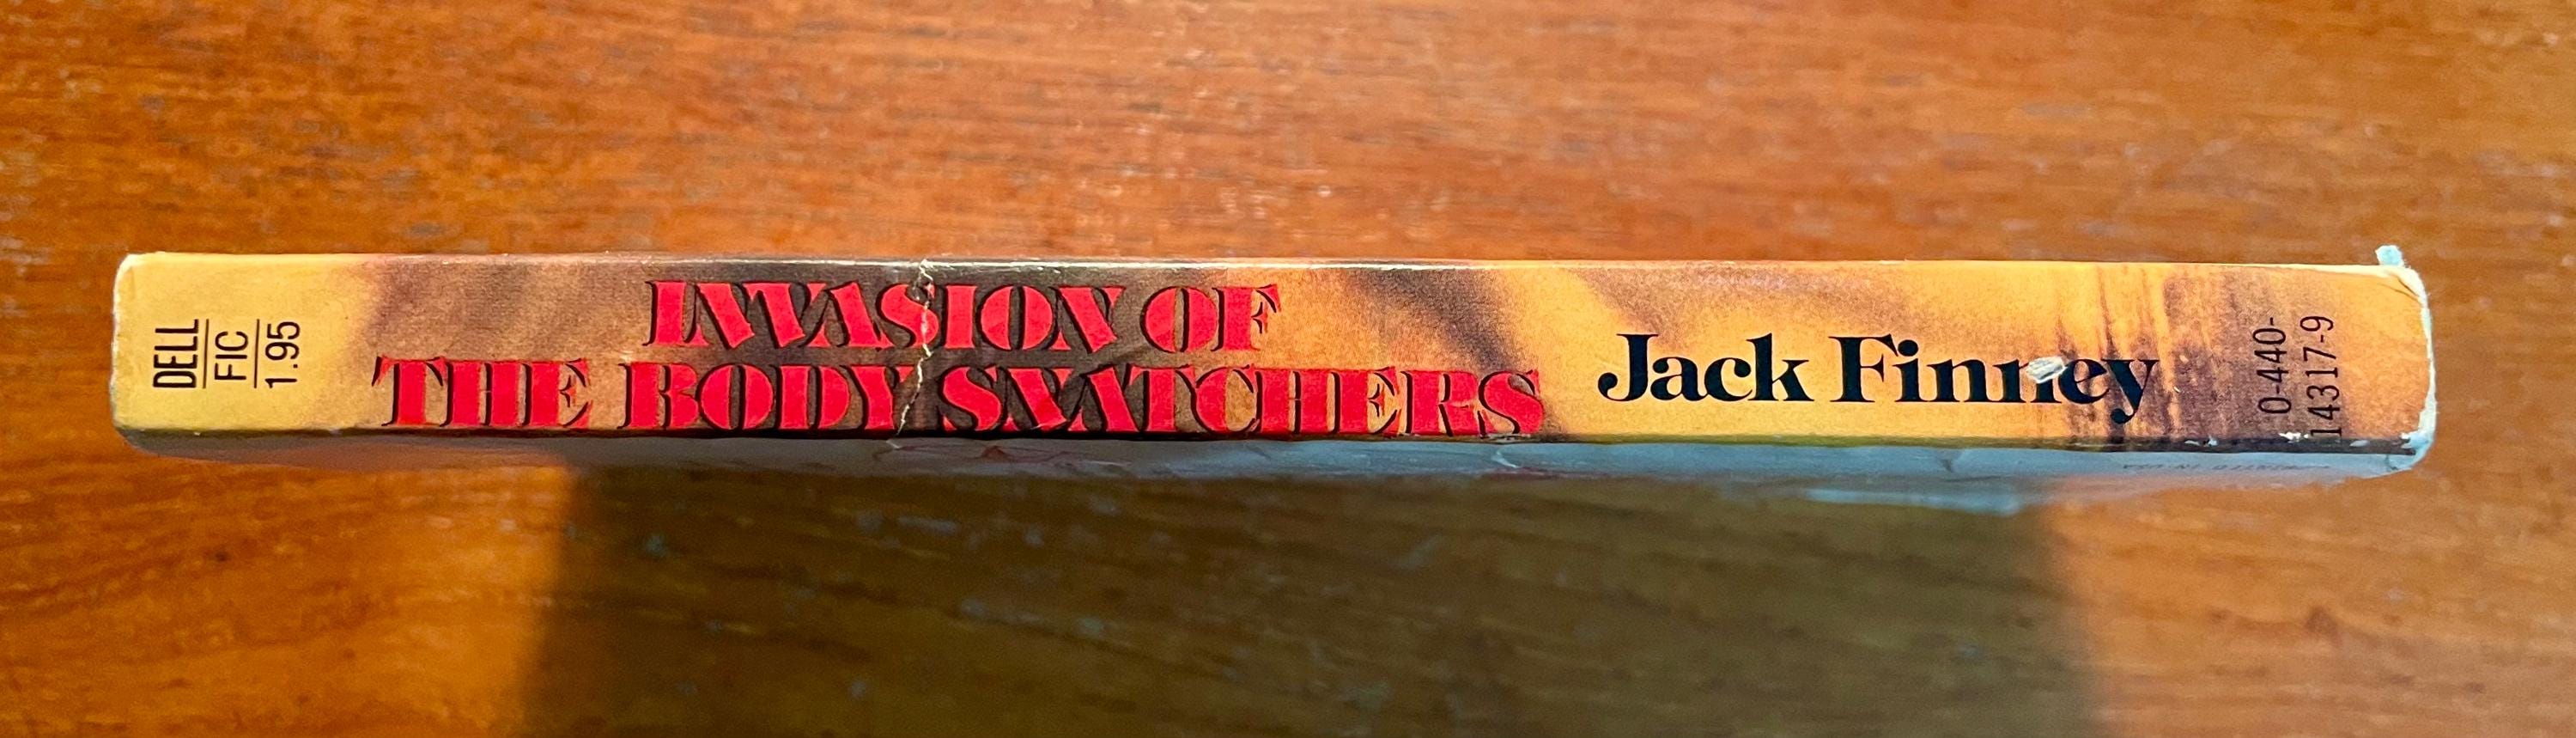 DELL
FIC
1.95
INVASION OF
THE BODY SNATCHERS
Jack Finney
0-440-
14317-9